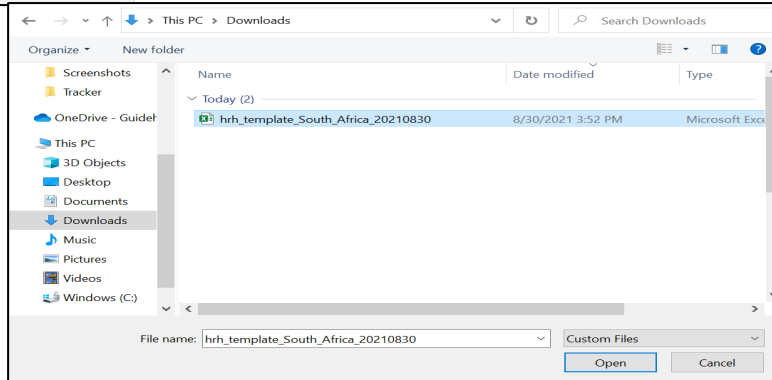 This PC > Downloads
Search Downloads
Organize
New folder
Name
Date modified
Type
Screenshots
Tracker
Today (2)
hrh_template_South_Africa_20210830
8/30/2021 3:52 PM
Microsoft Exce
OneDrive - Guideh
This PC
3D Objects
Desktop
Documents
Downloads
Music
Pictures
Videos
Windows (C:)
File name:
hrh_template_South_Africa_20210830
Custom Files
Open
Cancel